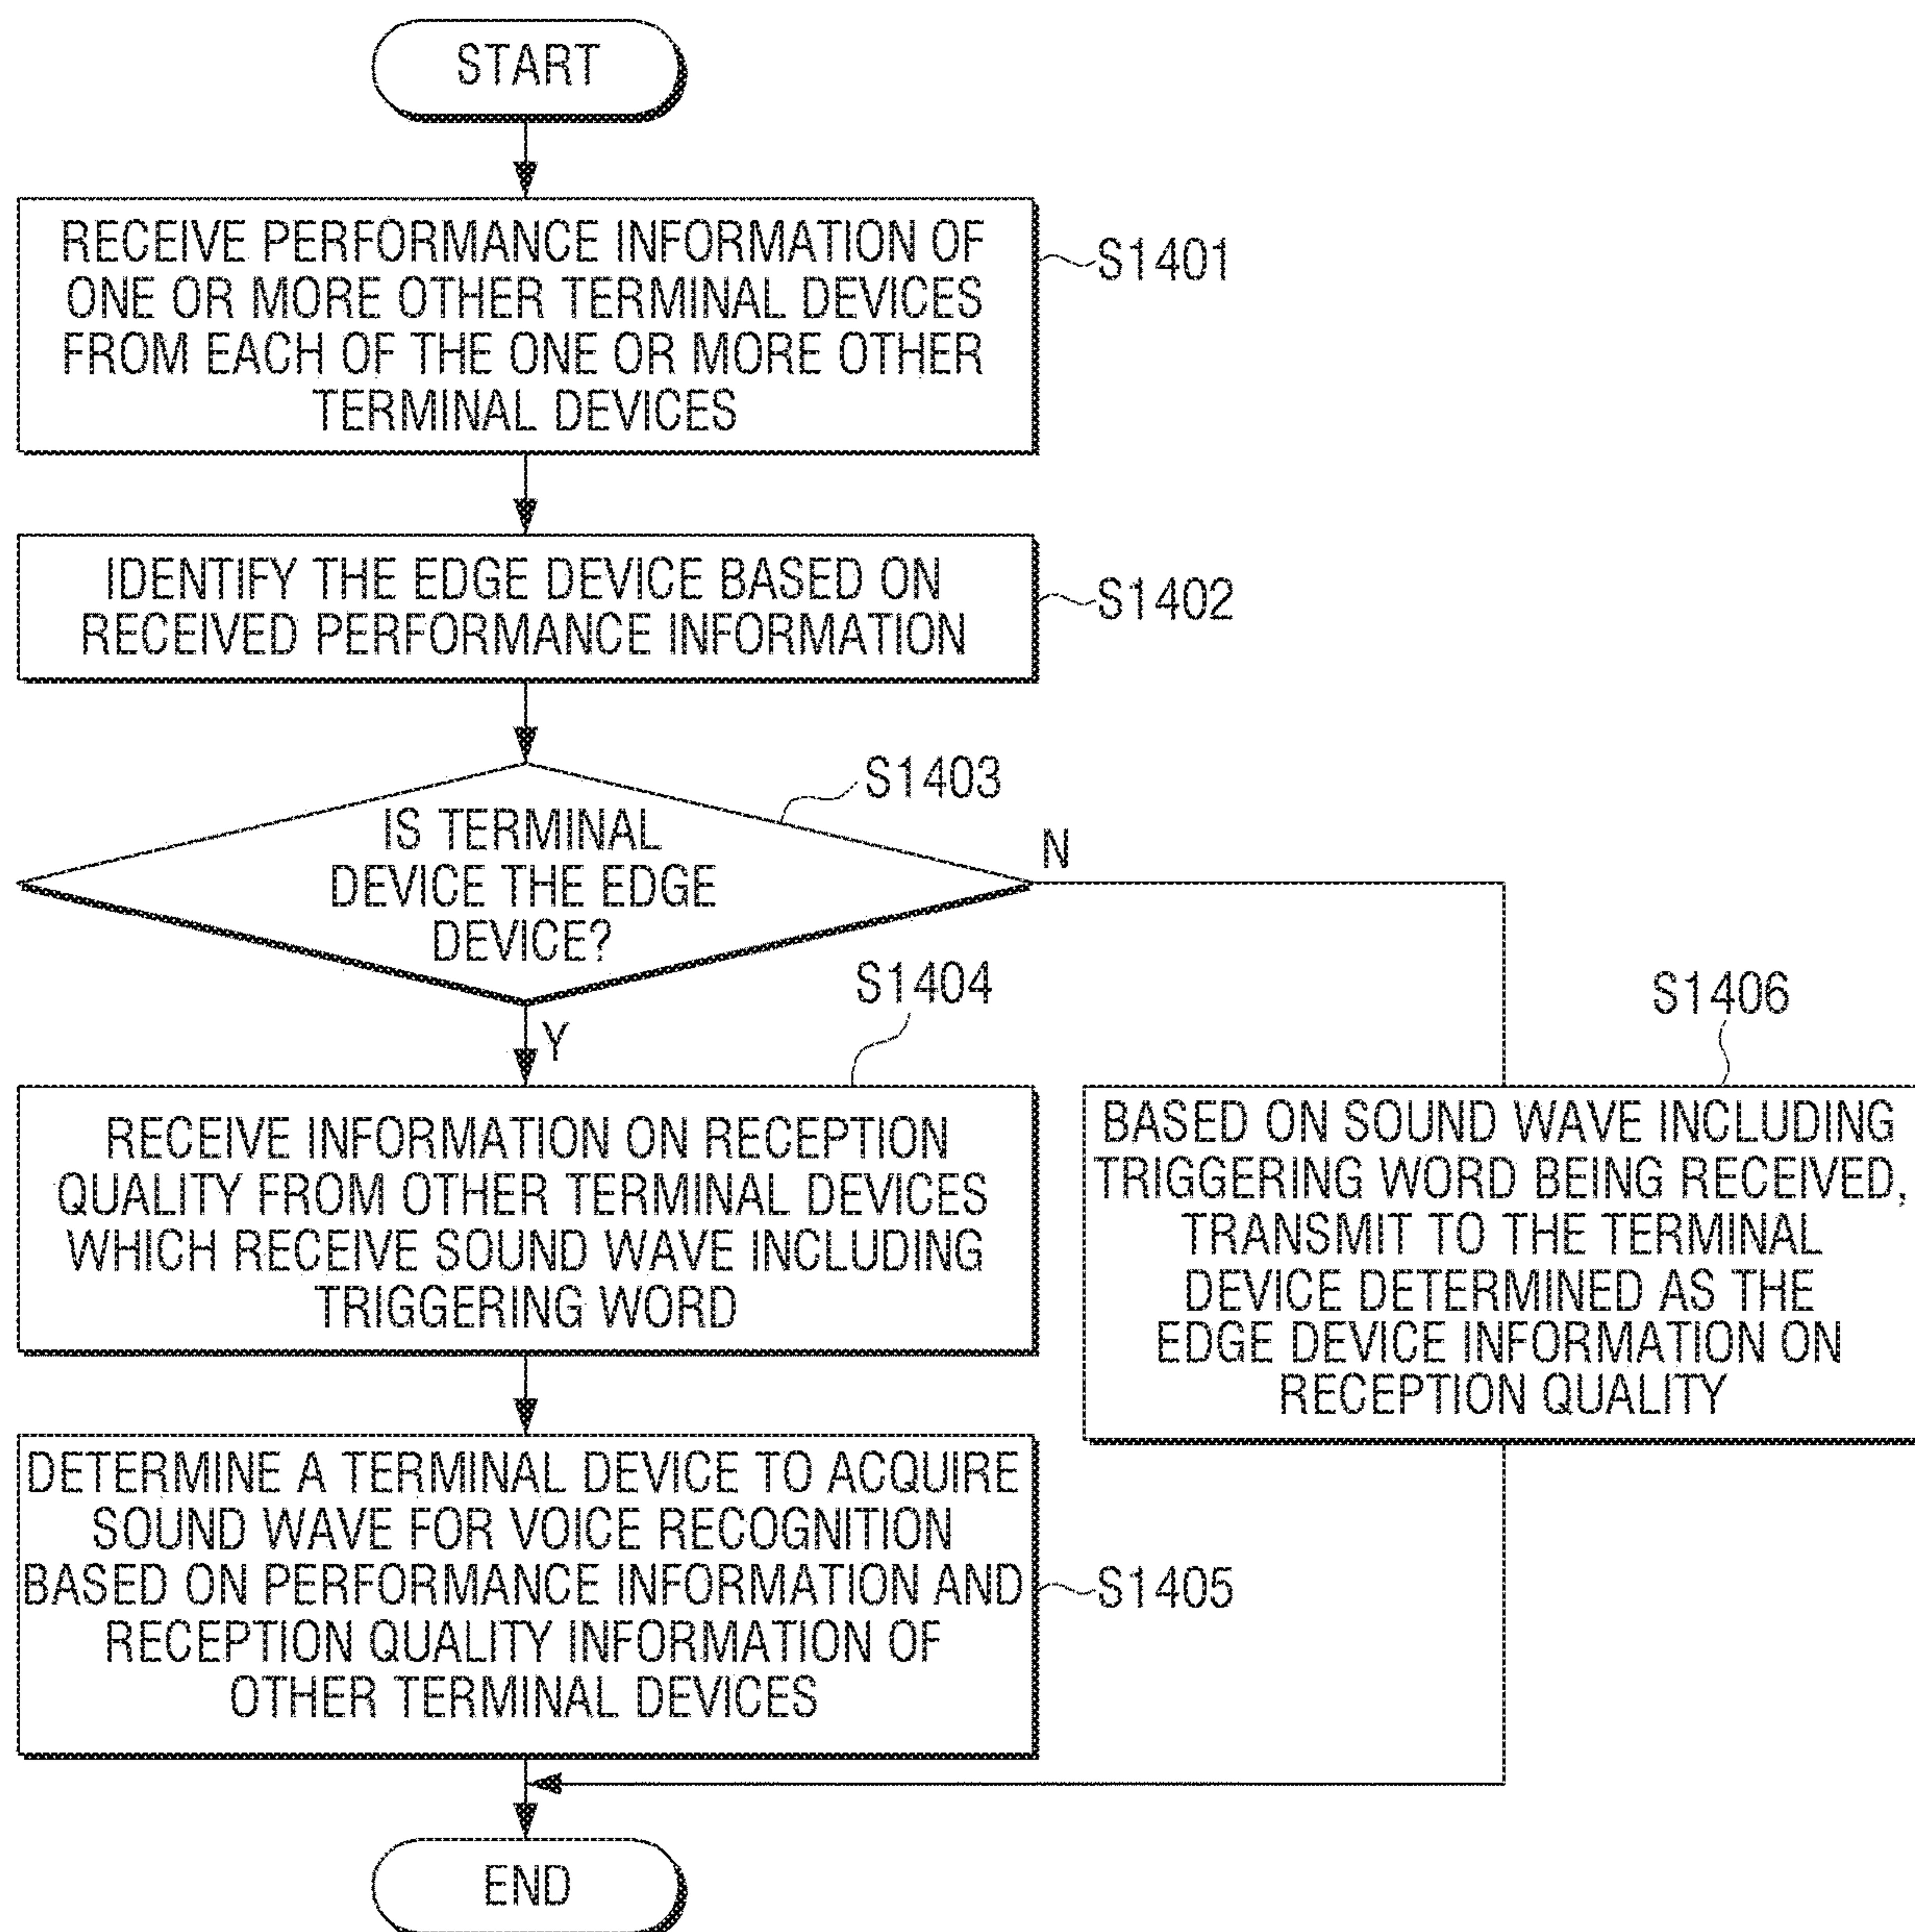 START
RECEIVE PERFORMANCE INFORMATION OF
ONE OR MORE OTHER TERMINAL DEVICES
FROM EACH OF THE ONE OR MORE OTHER
TERMINAL DEVICES
S1401
IDENTIFY THE EDGE DEVICE BASED ON
RECEIVED PERFORMANCE INFORMATION
S1402
S1403
IS TERMINAL
DEVICE THE EDGE
DEVICE?
N
Y
S1404
RECEIVE INFORMATION ON RECEPTION
QUALITY FROM OTHER TERMINAL DEVICES
WHICH RECEIVE SOUND WAVE INCLUDING
TRIGGERING WORD
S1406
BASED ON SOUND WAVE INCLUDING
TRIGGERING WORD BEING RECEIVED,
TRANSMIT TO THE TERMINAL
DEVICE DETERMINED AS THE
EDGE DEVICE INFORMATION ON
RECEPTION QUALITY
DETERMINE A TERMINAL DEVICE TO ACQUIRE
SOUND WAVE FOR VOICE RECOGNITION
BASED ON PERFORMANCE INFORMATION AND
RECEPTION QUALITY INFORMATION OF
OTHER TERMINAL DEVICES
S1405
END